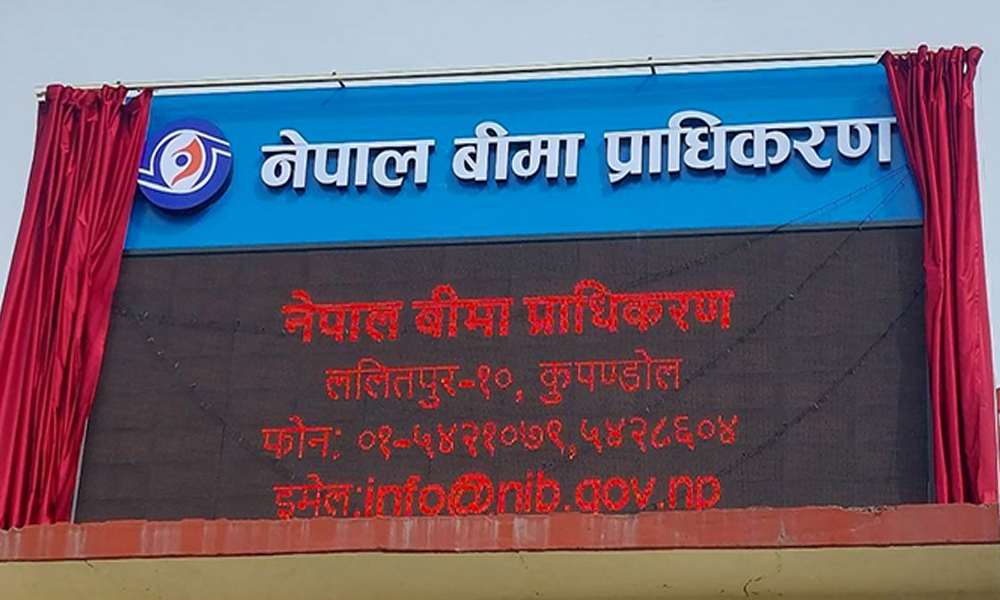 नेपाल बीमा प्राधिकरण
नेपाल बीमा प्राधिकरण
ललितपुर-१०, कुपण्डोल
फोन: ०१-५४२१०७९,५४२८६०४
इमेल:info@nib.gov.np